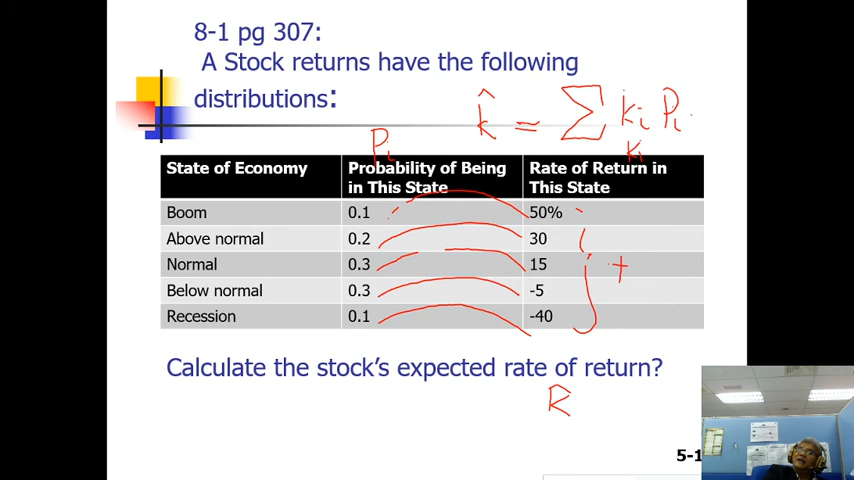 8-1 pg 307:
A Stock returns have the following
distributions:
k̂ = ∑ ki Pi
Pi
ki
State of Economy Probability of Being in This State Rate of Return in This State
Boom 0.1 50%
Above normal 0.2 30
Normal 0.3 15
Below normal 0.3 -5
Recession 0.1 -40
+
Calculate the stock's expected rate of return?
R
5-1